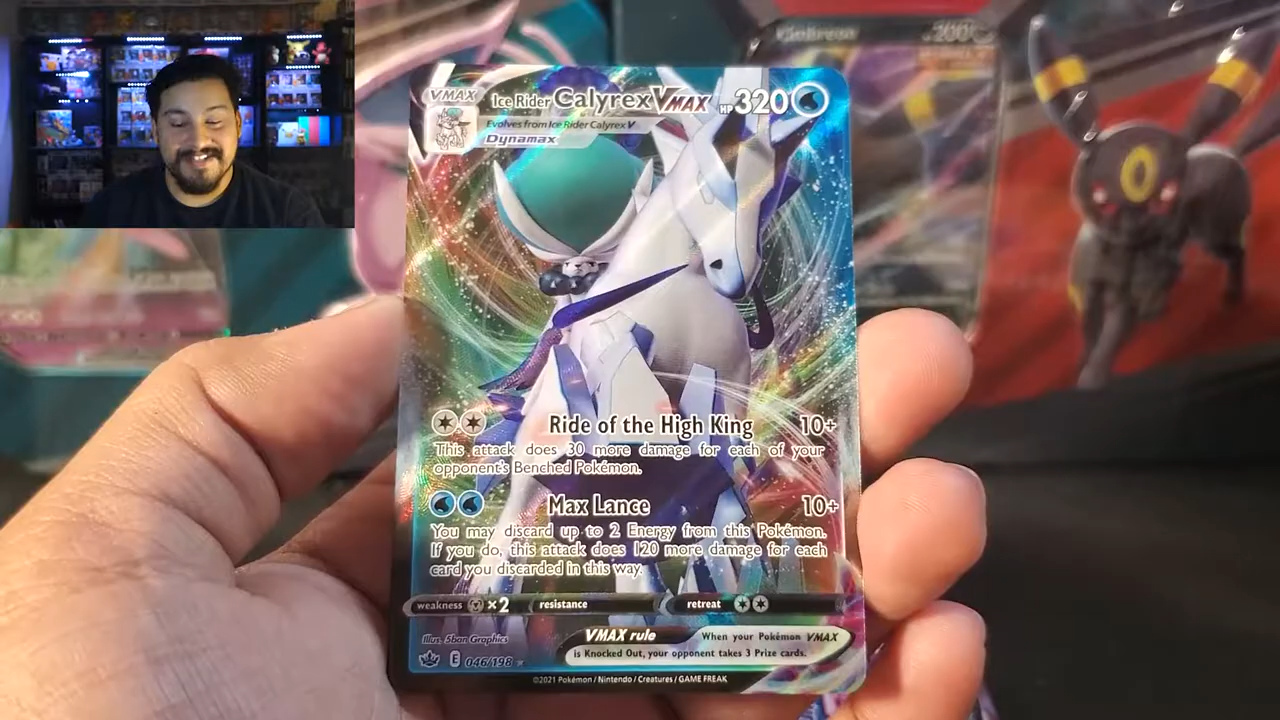 VMAX
Ice Rider Calyrex VMAX HP 320
Evolves from Ice Rider Calyrex V
Dynamax
Ride of the High King 10+
This attack does 30 more damage for each of your
opponent's Benched Pokémon.
Max Lance 10+
You may discard up to 2 Energy from this Pokémon.
If you do, this attack does 120 more damage for each
card you discarded in this way.
weakness ×2 resistance retreat
Illus. 5ban Graphics
VMAX rule When your Pokémon VMAX
is Knocked Out, your opponent takes 3 Prize cards.
E 046/198
©2021 Pokémon / Nintendo / Creatures / GAME FREAK
200